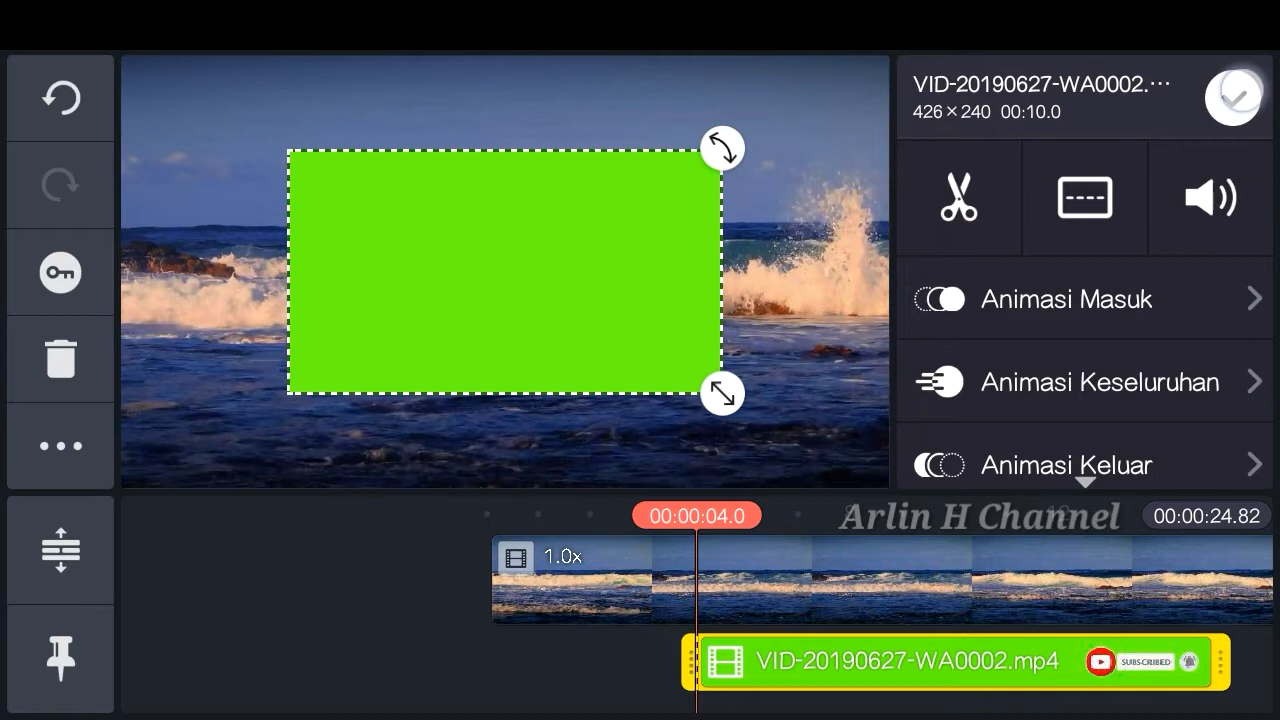 VID-20190627-WA0002.…
426×240 00:10.0
Animasi Masuk
Animasi Keseluruhan
Animasi Keluar
00:00:04.0
Arlin H Channel
00:00:24.82
1.0x
VID-20190627-WA0002.mp4
SUBSCRIBED